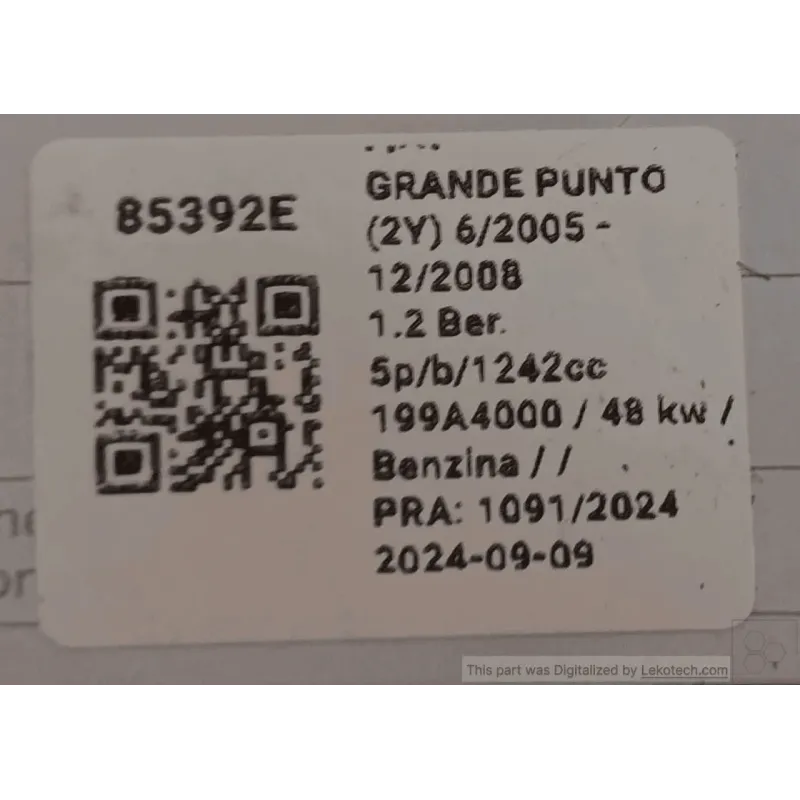 85392E
GRANDE PUNTO
(2Y) 6/2005 -
12/2008
1.2 Ber.
5p/b/1242cc
199A4000 / 48 kw /
Benzina / /
PRA: 1091/2024
2024-09-09
This part was Digitalized by Lekotech.com